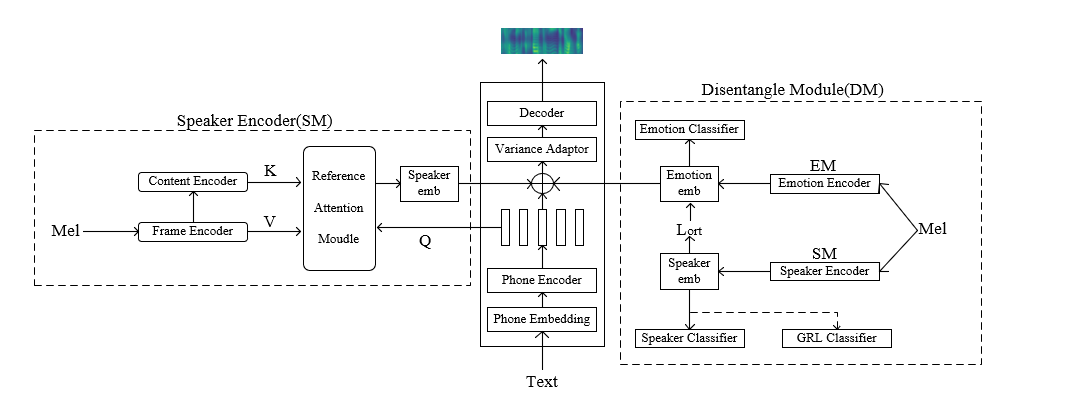 Disentangle Module(DM)
Speaker Encoder(SM)
Mel
Content Encoder
Frame Encoder
K
V
Reference
Attention
Moudle
Speaker
emb
Q
Decoder
Variance Adaptor
Phone Encoder
Phone Embedding
Text
Emotion Classifier
Emotion
emb
EM
Emotion Encoder
Lort
Mel
SM
Speaker Encoder
Speaker
emb
Speaker Classifier
GRL Classifier